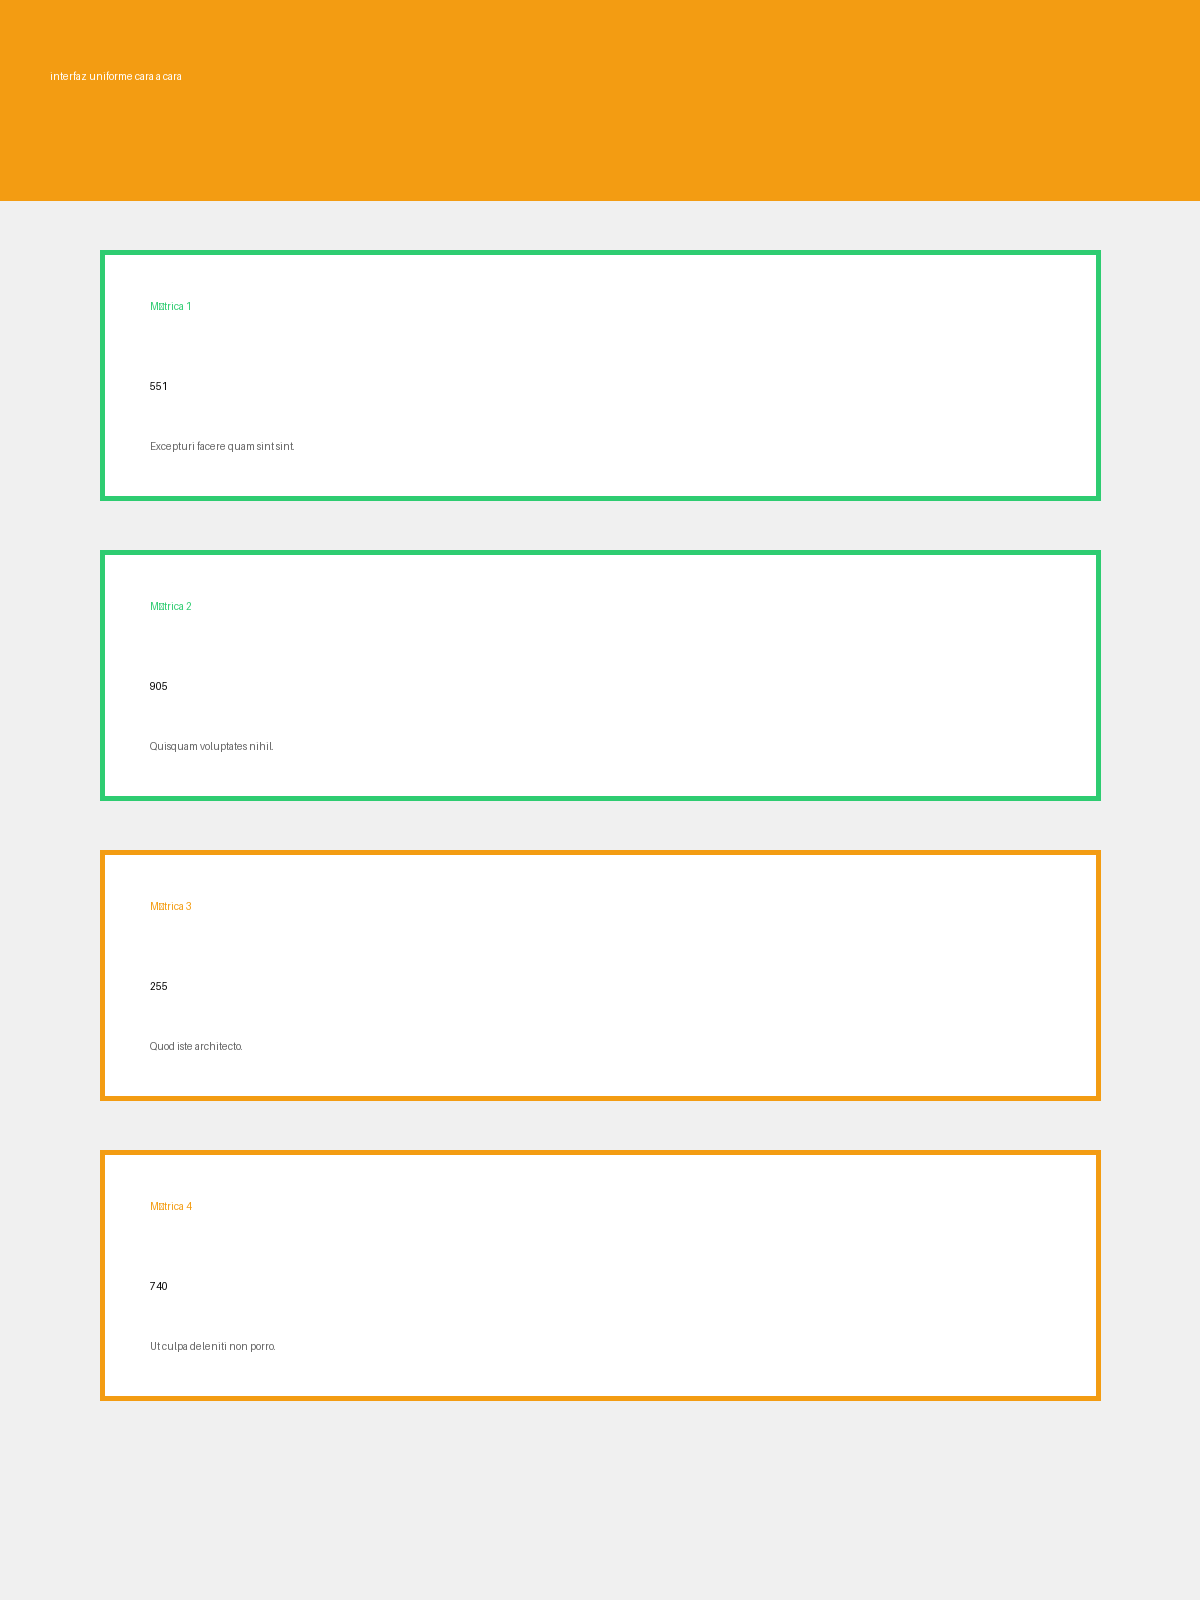 interfaz uniforme cara a cara
M▯trica 1
551
Excepturi facere quam sint sint.
M▯trica 2
905
Quisquam voluptates nihil.
M▯trica 3
255
Quod iste architecto.
M▯trica 4
740
Ut culpa deleniti non porro.